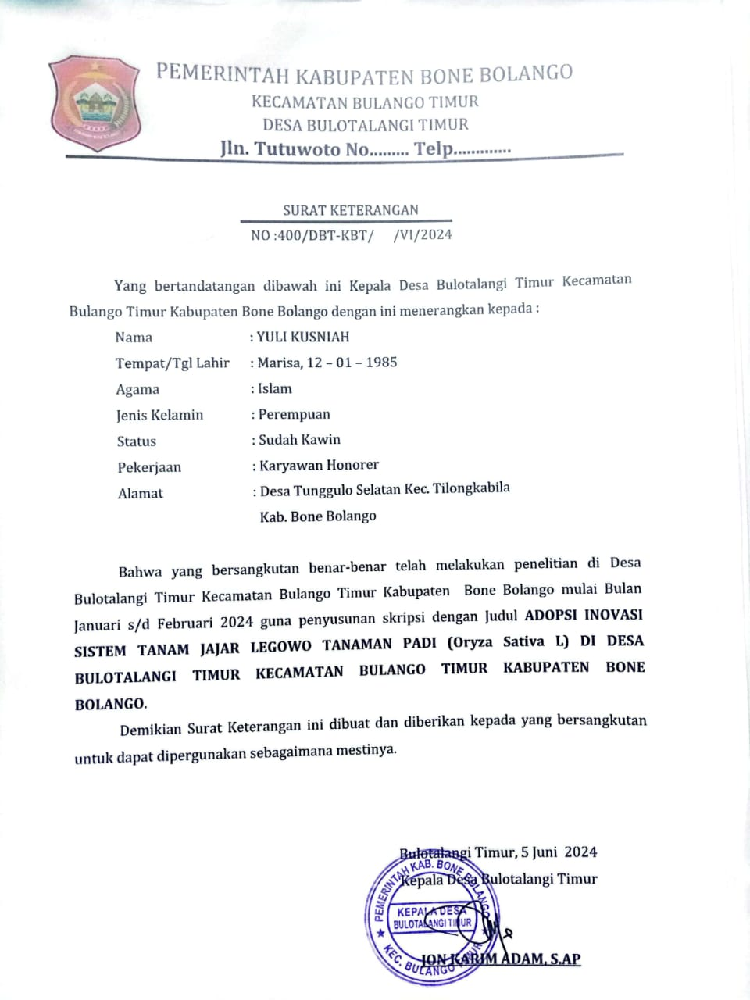 PEMERINTAH KABUPATEN BONE BOLANGO
KECAMATAN BULANGO TIMUR
DESA BULOTALANGI TIMUR
Jln. Tutuwoto No......... Telp.............
SURAT KETERANGAN
NO :400/DBT-KBT/ /VI/2024
Yang bertandatangan dibawah ini Kepala Desa Bulotalangi Timur Kecamatan
Bulango Timur Kabupaten Bone Bolango dengan ini menerangkan kepada :
Nama : YULI KUSNIAH
Tempat/Tgl Lahir : Marisa, 12 – 01 – 1985
Agama : Islam
Jenis Kelamin : Perempuan
Status : Sudah Kawin
Pekerjaan : Karyawan Honorer
Alamat : Desa Tunggulo Selatan Kec. Tilongkabila
Kab. Bone Bolango
Bahwa yang bersangkutan benar-benar telah melakukan penelitian di Desa
Bulotalangi Timur Kecamatan Bulango Timur Kabupaten Bone Bolango mulai Bulan
Januari s/d Februari 2024 guna penyusunan skripsi dengan Judul ADOPSI INOVASI
SISTEM TANAM JAJAR LEGOWO TANAMAN PADI (Oryza Sativa L) DI DESA
BULOTALANGI TIMUR KECAMATAN BULANGO TIMUR KABUPATEN BONE
BOLANGO.
Demikian Surat Keterangan ini dibuat dan diberikan kepada yang bersangkutan
untuk dapat dipergunakan sebagaimana mestinya.
Bulotalangi Timur, 5 Juni 2024
Kepala Desa Bulotalangi Timur
PEMERINTAH KAB. BONE BOLANGO
KEPALA DESA
BULOTALANGI TIMUR
KEC. BULANGO TIMUR
JON KARIM ADAM, S.AP